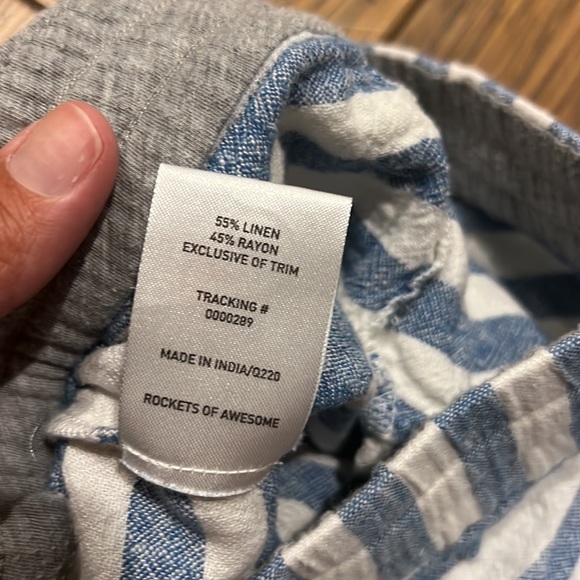 55% LINEN
45% RAYON
EXCLUSIVE OF TRIM
TRACKING #
0000289
MADE IN INDIA/Q220
ROCKETS OF AWESOME